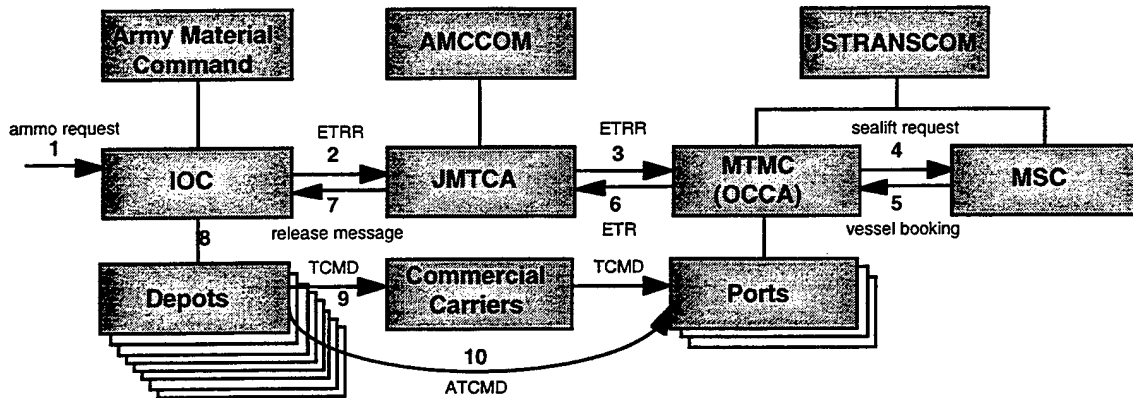 Army Material
Command
AMCCOM
USTRANSCOM
ammo request
1
ETRR
2
ETRR
3
sealift request
4
IOC
JMTCA
MTMC
(OCCA)
MSC
7
6
5
8
release message
ETR
vessel booking
Depots
TCMD
9
Commercial
Carriers
TCMD
Ports
10
ATCMD